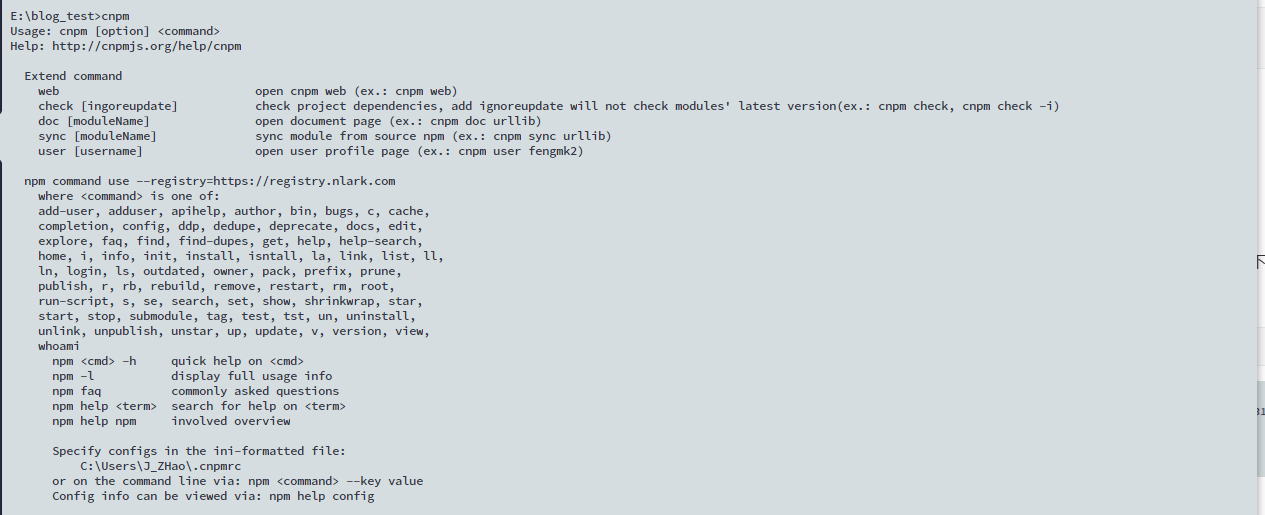 E:\blog_test>cnpm
Usage: cnpm [option] <command>
Help: http://cnpmjs.org/help/cnpm
Extend command
web open cnpm web (ex.: cnpm web)
check [ingoreupdate] check project dependencies, add ignoreupdate will not check modules' latest version(ex.: cnpm check, cnpm check -i)
doc [moduleName] open document page (ex.: cnpm doc urllib)
sync [moduleName] sync module from source npm (ex.: cnpm sync urllib)
user [username] open user profile page (ex.: cnpm user fengmk2)
npm command use --registry=https://registry.nlark.com
where <command> is one of:
add-user, adduser, apihelp, author, bin, bugs, c, cache,
completion, config, ddp, dedupe, deprecate, docs, edit,
explore, faq, find, find-dupes, get, help, help-search,
home, i, info, init, install, isntall, la, link, list, ll,
ln, login, ls, outdated, owner, pack, prefix, prune,
publish, r, rb, rebuild, remove, restart, rm, root,
run-script, s, se, search, set, show, shrinkwrap, star,
start, stop, submodule, tag, test, tst, un, uninstall,
unlink, unpublish, unstar, up, update, v, version, view,
whoami
npm <cmd> -h quick help on <cmd>
npm -l display full usage info
npm faq commonly asked questions
npm help <term> search for help on <term>
npm help npm involved overview
Specify configs in the ini-formatted file:
C:\Users\J_ZHao\.cnpmrc
or on the command line via: npm <command> --key value
Config info can be viewed via: npm help config